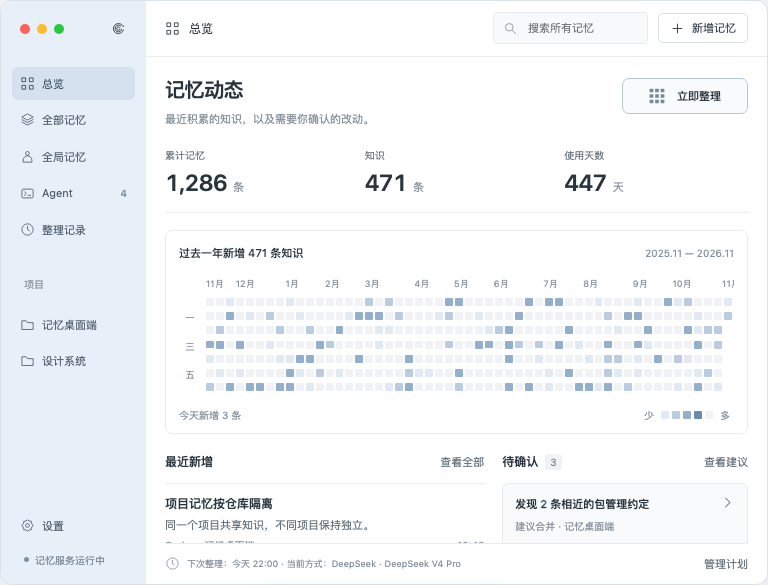 总览
全部记忆
全局记忆
Agent 4
整理记录
项目
记忆桌面端
设计系统
设置
记忆服务运行中
总览
搜索所有记忆
新增记忆
记忆动态
最近积累的知识，以及需要你确认的改动。
立即整理
累计记忆 知识 使用天数
1,286 条 471 条 447 天
过去一年新增 471 条知识 2025.11 — 2026.11
11月 12月 1月 2月 3月 4月 5月 6月 7月 8月 9月 10月
一
三
五
今天新增 3 条 少 多
最近新增 查看全部
项目记忆按仓库隔离
同一个项目共享知识，不同项目保持独立。
待确认 3 查看建议
发现 2 条相近的包管理约定
建议合并 · 记忆桌面端
下次整理：今天 22:00 · 当前方式：DeepSeek · DeepSeek V4 Pro
管理计划